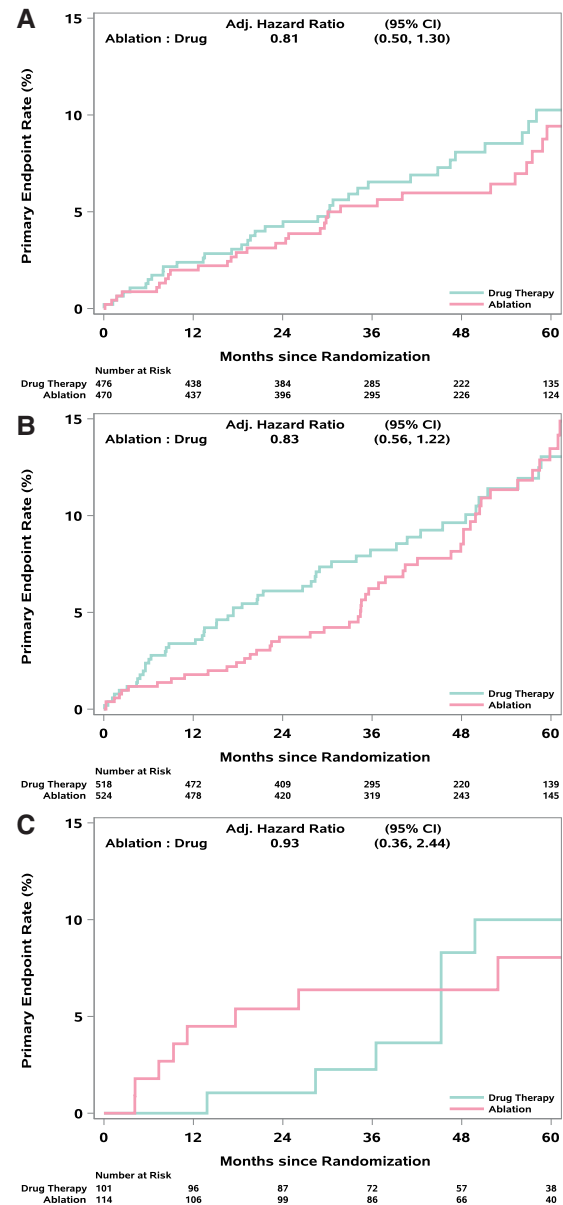 A
Adj. Hazard Ratio (95% CI)
Ablation : Drug 0.81 (0.50, 1.30)
Primary Endpoint Rate (%)
15
10
5
0
Drug Therapy
Ablation
0 12 24 36 48 60
Months since Randomization
Number at Risk
Drug Therapy 476 438 384 285 222 135
Ablation 470 437 396 295 226 124
B
Adj. Hazard Ratio (95% CI)
Ablation : Drug 0.83 (0.56, 1.22)
Primary Endpoint Rate (%)
15
10
5
0
Drug Therapy
Ablation
0 12 24 36 48 60
Months since Randomization
Number at Risk
Drug Therapy 518 472 409 295 220 139
Ablation 524 478 420 319 243 145
C
Adj. Hazard Ratio (95% CI)
Ablation : Drug 0.93 (0.36, 2.44)
Primary Endpoint Rate (%)
15
10
5
0
Drug Therapy
Ablation
0 12 24 36 48 60
Months since Randomization
Number at Risk
Drug Therapy 101 96 87 72 57 38
Ablation 114 106 99 86 66 40